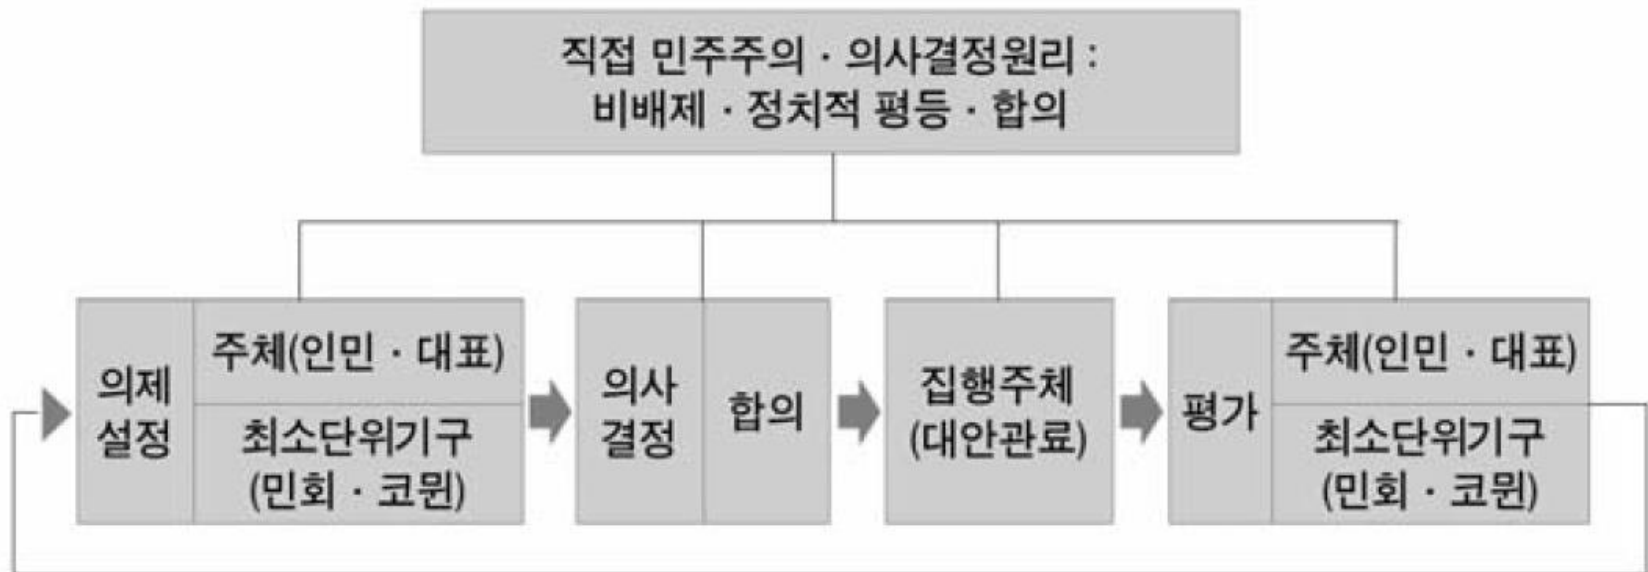 직접 민주주의 · 의사결정원리 :
비배제 · 정치적 평등 · 합의
의제
설정
주체(인민 · 대표)
최소단위기구
(민회 · 코뮌)
의사
결정
합의
집행주체
(대안관료)
평가
주체(인민 · 대표)
최소단위기구
(민회 · 코뮌)